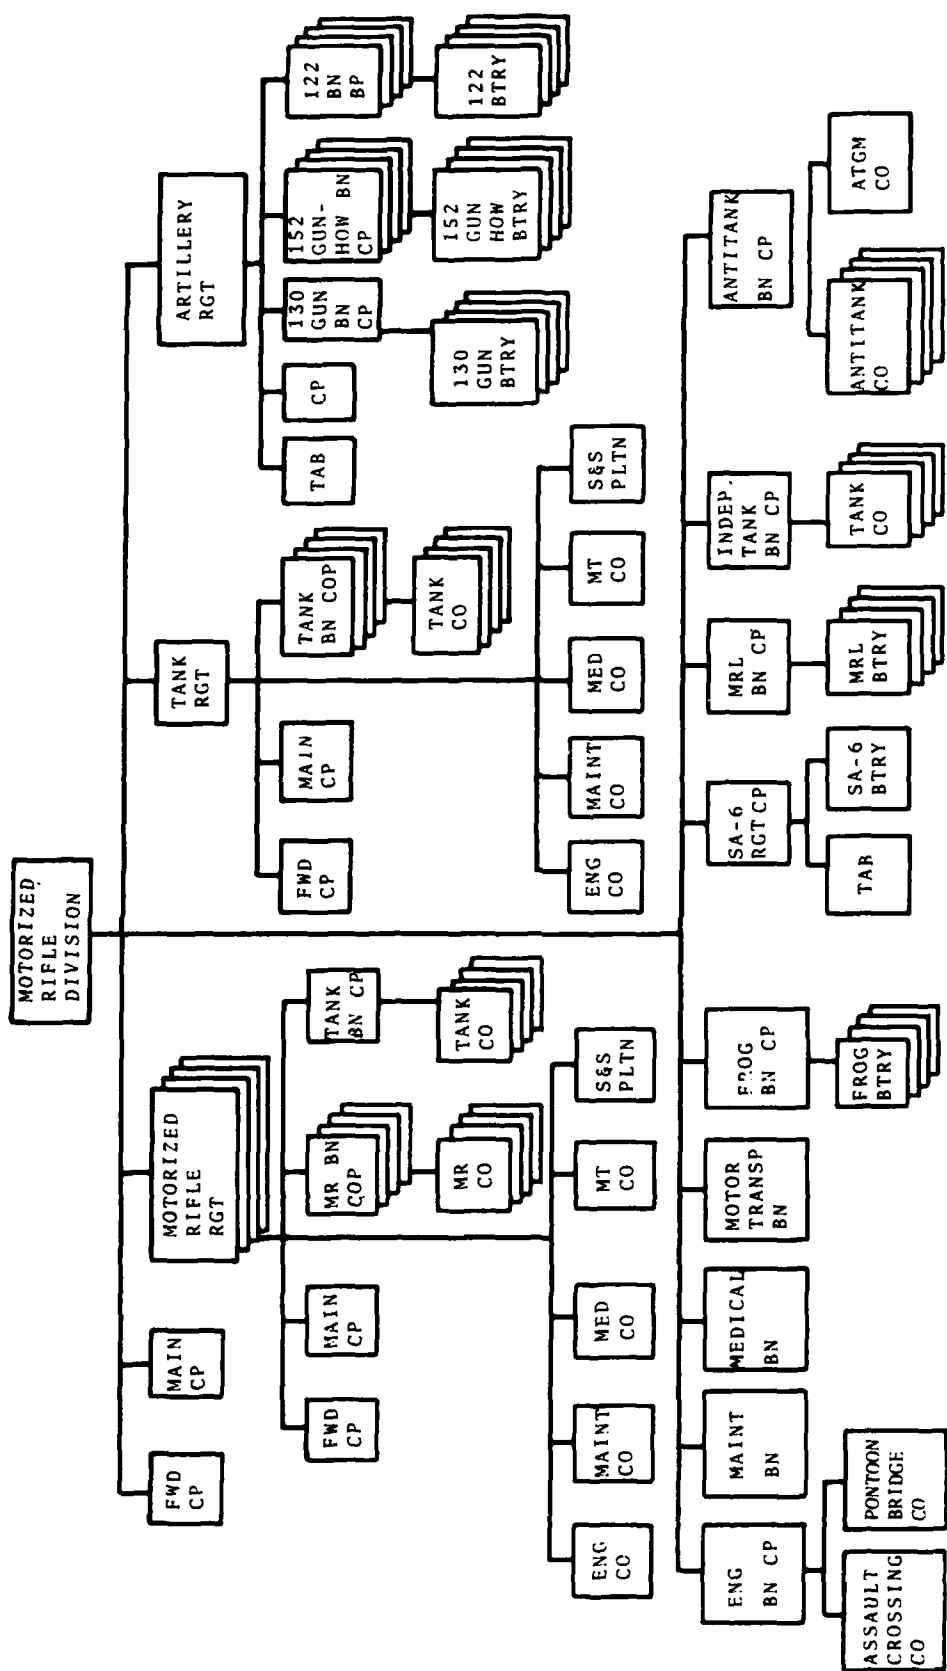 MOTORIZED
RIFLE
DIVISION
FWD
CP
MAIN
CP
MOTORIZED
RIFLE
RGT
TANK
RGT
ARTILLERY
RGT
FWD
CP
MAIN
CP
MR BN
COP
TANK
BN CP
MR
CO
TANK
CO
ENG
CO
MAINT
CO
MED
CO
MT
CO
S&S
PLTN
FWD
CP
MAIN
CP
TANK
BN COP
TANK
CO
ENG
CO
MAINT
CO
MED
CO
MT
CO
S&S
PLTN
TAB
CP
130
GUN
BN
CP
152
GUN-
HOW BN
CP
122
BN
BP
130
GUN
BTRY
152
GUN
HOW
BTRY
122
BTRY
ENG
BN CP
MAINT
BN
MEDICAL
BN
MOTOR
TRANSP
BN
FROG
BN CP
SA-6
RGT CP
MRL
BN CP
INDEP.
TANK
BN CP
ANTITANK
BN CP
ASSAULT
CROSSING
CO
PONTOON
BRIDGE
CO
FROG
BTRY
TAB
SA-6
BTRY
MRL
BTRY
TANK
CO
ANTITANK
CO
ATGM
CO